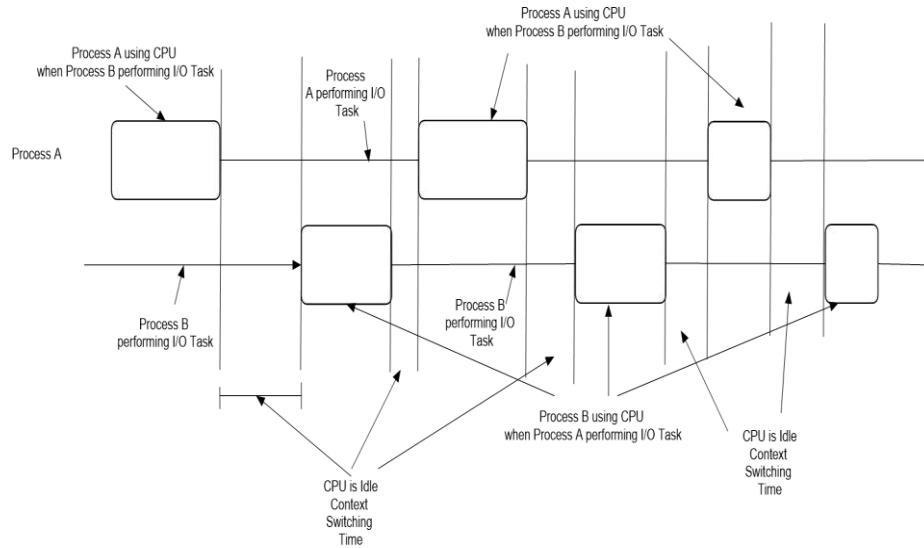 Process A using CPU
when Process B performing I/O Task
Process A using CPU
when Process B performing I/O Task
Process
A performing I/O
Task
Process A
Process B
performing I/O Task
Process B
performing I/O
Task
Process B using CPU
when Process A performing I/O Task
CPU is Idle
Context
Switching
Time
CPU is Idle
Context
Switching
Time